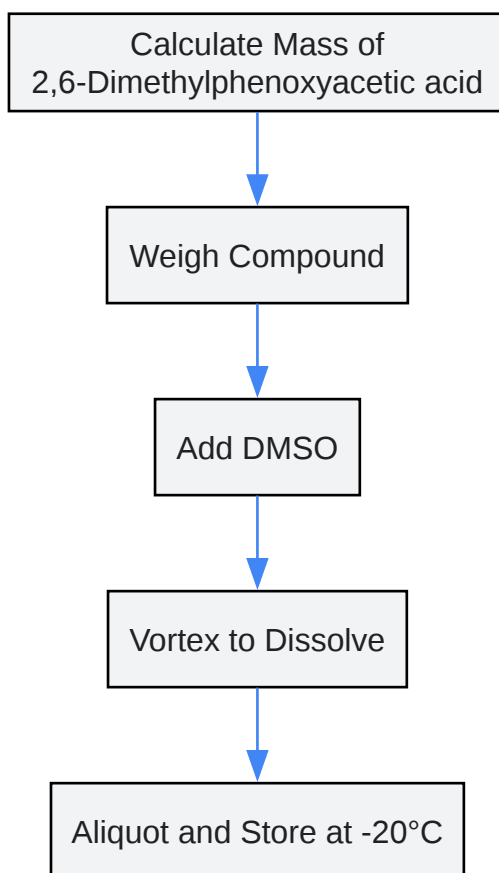 Calculate Mass of
2,6-Dimethylphenoxyacetic acid
Weigh Compound
Add DMSO
Vortex to Dissolve
Aliquot and Store at -20°C